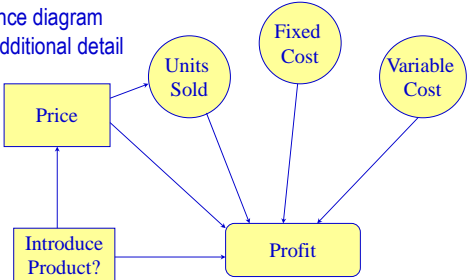 nce diagram
dditional detail
Fixed
Cost
Units
Sold
Variable
Cost
Price
Introduce
Product?
Profit